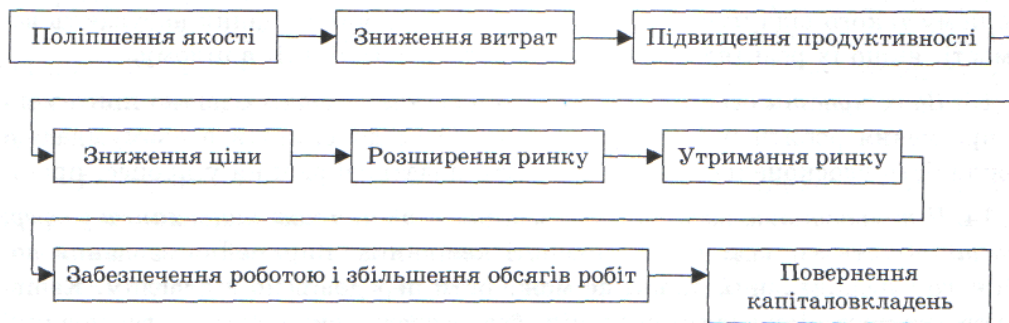 Поліпшення якості
Зниження витрат
Підвищення продуктивності
Зниження ціни
Розширення ринку
Утримання ринку
Забезпечення роботою і збільшення обсягів робіт
Повернення
капіталовкладень